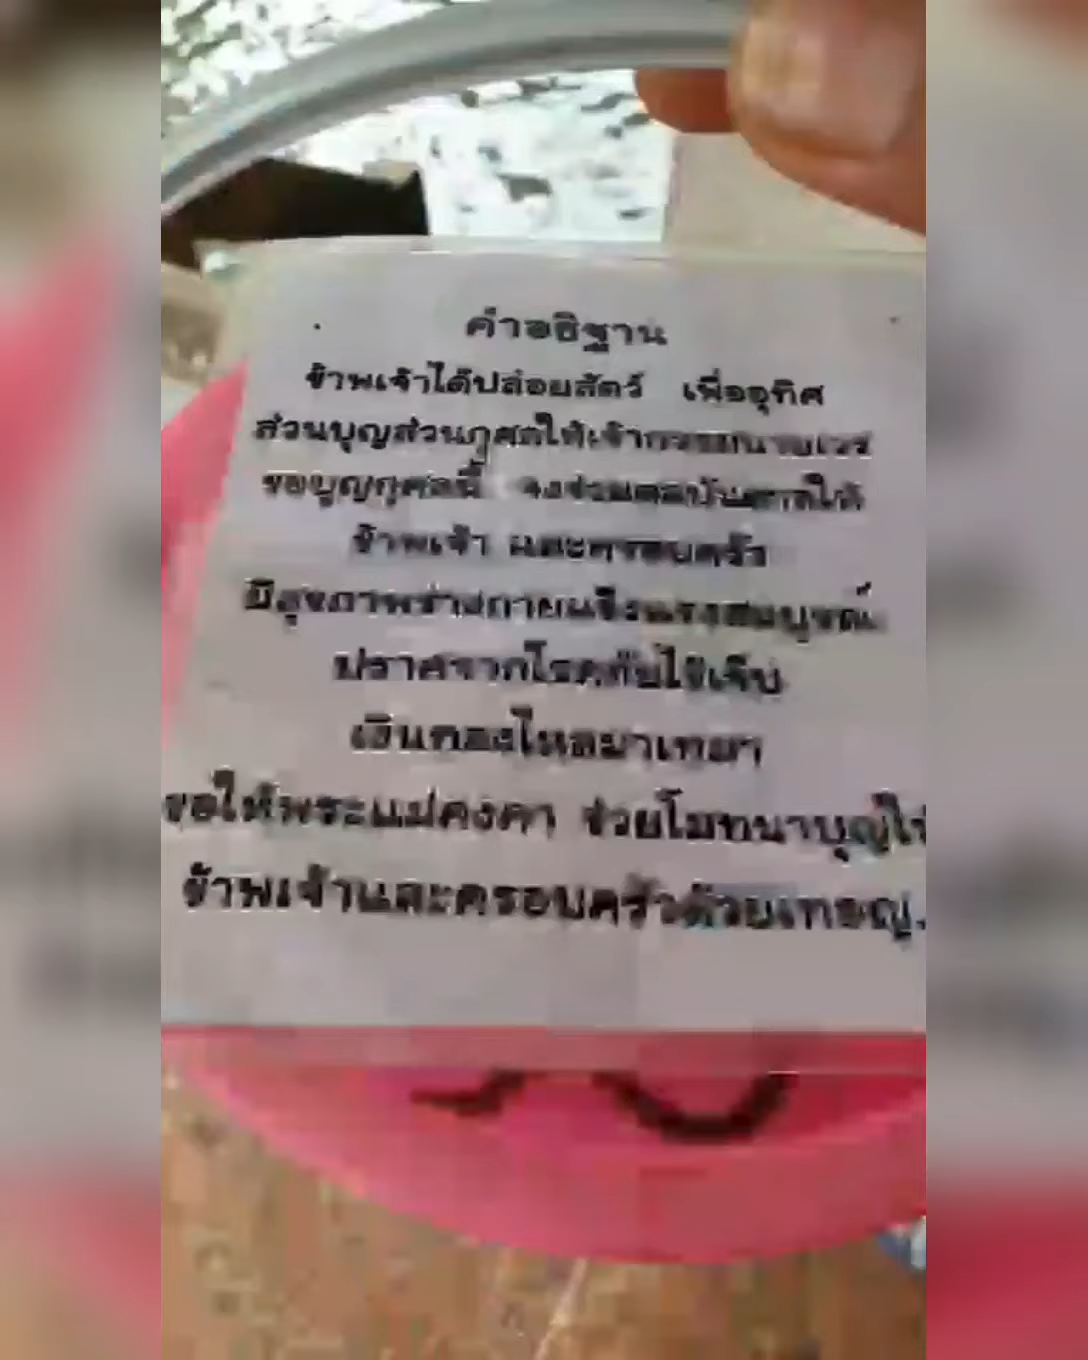 คำอธิฐาน
ข้าพเจ้าได้ปล่อยสัตว์ เพื่ออุทิศ
ส่วนบุญส่วนกุศลให้เจ้ากรรมนายเวร
ขอบุญกุศลนี้ จงช่วยดลบันดาลให้
ข้าพเจ้า และครอบครัว
มีสุขภาพร่างกายแข็งแรงสมบูรณ์
ปราศจากโรคภัยไข้เจ็บ
เงินทองไหลมาเทมา
ขอให้พระแม่คงคา ช่วยโมทนาบุญให้
ข้าพเจ้าและครอบครัวด้วยเทอญ.